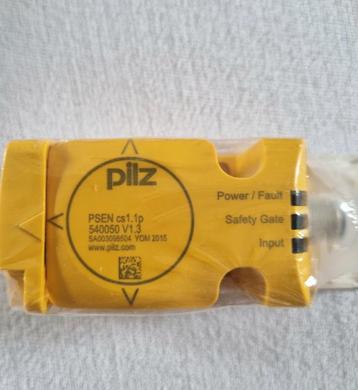 pilz
PSEN cs1.1p
540050 V1.3
SA003098504 YOM 2015
www.pilz.com
Power / Fault
Safety Gate
Input